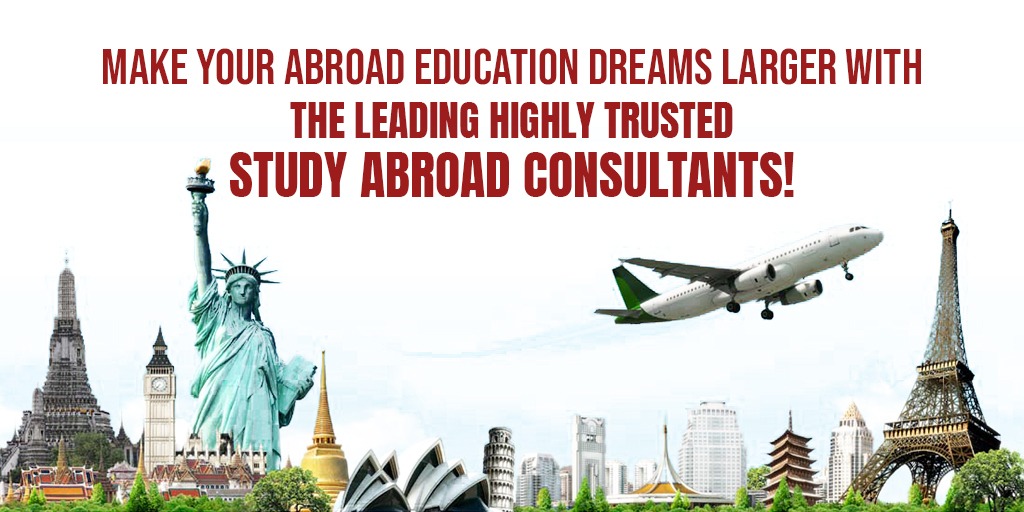 MAKE YOUR ABROAD EDUCATION DREAMS LARGER WITH
THE LEADING HIGHLY TRUSTED
STUDY ABROAD CONSULTANTS!